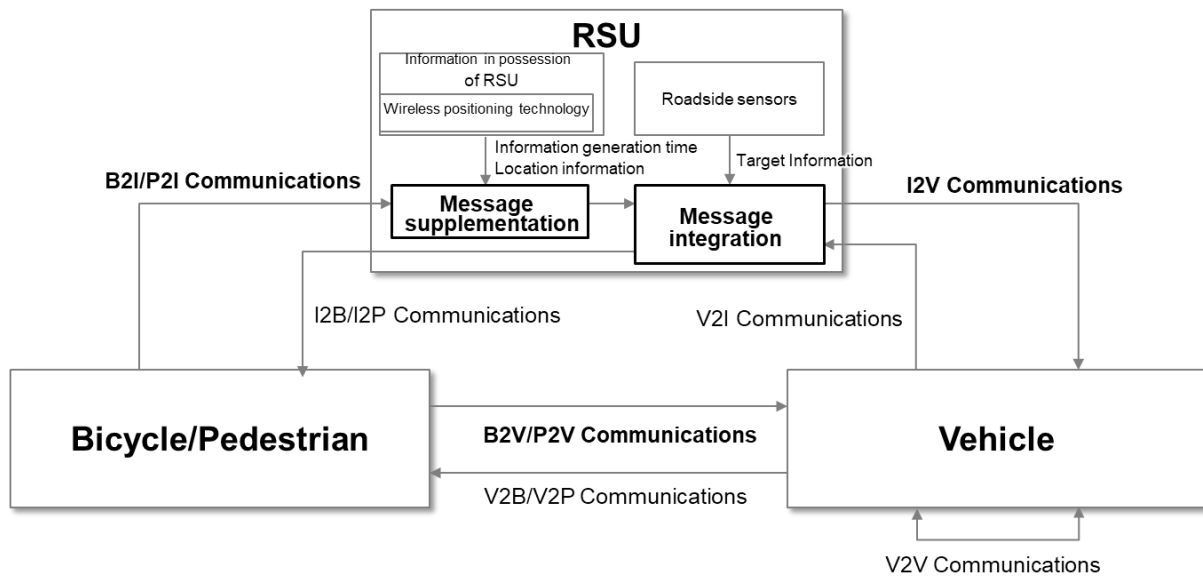 RSU
Information in possession
of RSU
Wireless positioning technology
Roadside sensors
Information generation time
Location information
Target Information
B2I/P2I Communications
I2V Communications
Message
supplementation
Message
integration
I2B/I2P Communications
V2I Communications
Bicycle/Pedestrian
B2V/P2V Communications
Vehicle
V2B/V2P Communications
V2V Communications